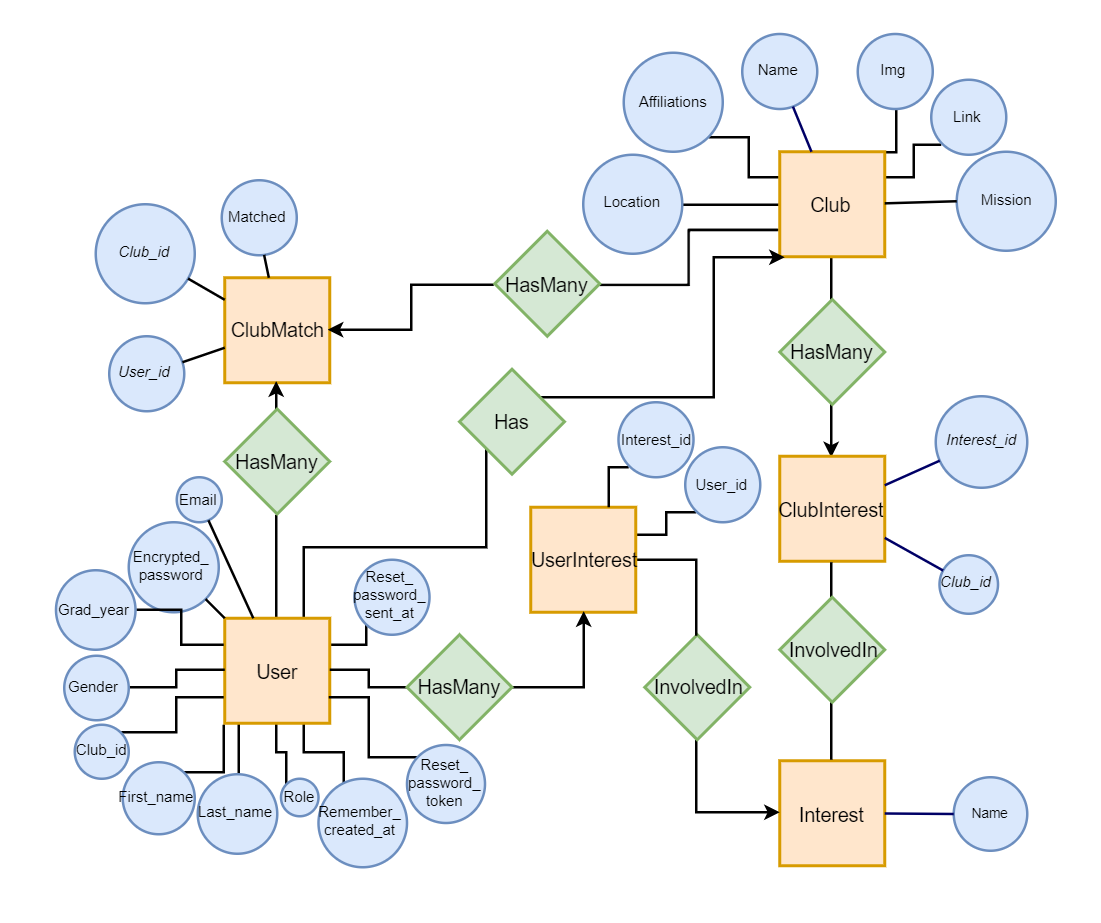 Name
Img
Affiliations
Link
Location
Club
Mission
Matched
Club_id
HasMany
ClubMatch
User_id
HasMany
Has
Interest_id
Interest_id
HasMany
User_id
Email
ClubInterest
Encrypted_
password
UserInterest
Reset_
password_
sent_at
Club_id
Grad_year
InvolvedIn
User
Gender
HasMany
InvolvedIn
Club_id
Reset_
password_
token
First_name
Last_name
Role
Remember_
created_at
Interest
Name